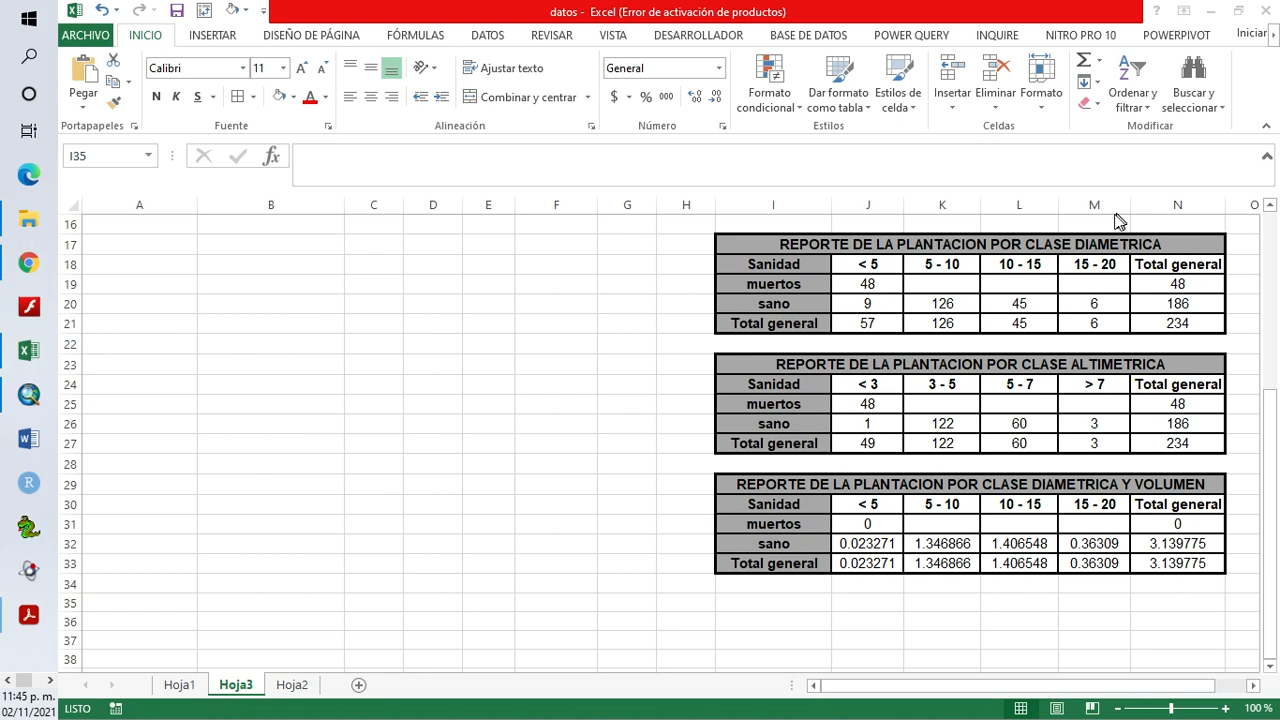 datos - Excel (Error de activación de productos)
?
ARCHIVO INICIO INSERTAR DISEÑO DE PÁGINA FÓRMULAS DATOS REVISAR VISTA DESARROLLADOR BASE DE DATOS POWER QUERY INQUIRE NITRO PRO 10 POWERPIVOT Iniciar
Pegar
Calibri 11
N K S
Ajustar texto
Combinar y centrar
General
$ % 000
Formato condicional
Dar formato como tabla
Estilos de celda
Insertar
Eliminar
Formato
Ordenar y filtrar
Buscar y seleccionar
Portapapeles Fuente Alineación Número Estilos Celdas Modificar
I35 fx
A B C D E F G H I J K L M N O
16
17 REPORTE DE LA PLANTACION POR CLASE DIAMETRICA
18 Sanidad < 5 5 - 10 10 - 15 15 - 20 Total general
19 muertos 48 48
20 sano 9 126 45 6 186
21 Total general 57 126 45 6 234
22
23 REPORTE DE LA PLANTACION POR CLASE ALTIMETRICA
24 Sanidad < 3 3 - 5 5 - 7 > 7 Total general
25 muertos 48 48
26 sano 1 122 60 3 186
27 Total general 49 122 60 3 234
28
29 REPORTE DE LA PLANTACION POR CLASE DIAMETRICA Y VOLUMEN
30 Sanidad < 5 5 - 10 10 - 15 15 - 20 Total general
31 muertos 0 0
32 sano 0.023271 1.346866 1.406548 0.36309 3.139775
33 Total general 0.023271 1.346866 1.406548 0.36309 3.139775
34
35
36
37
38
Hoja1 Hoja3 Hoja2
11:45 p. m.
02/11/2021
LISTO 100 %